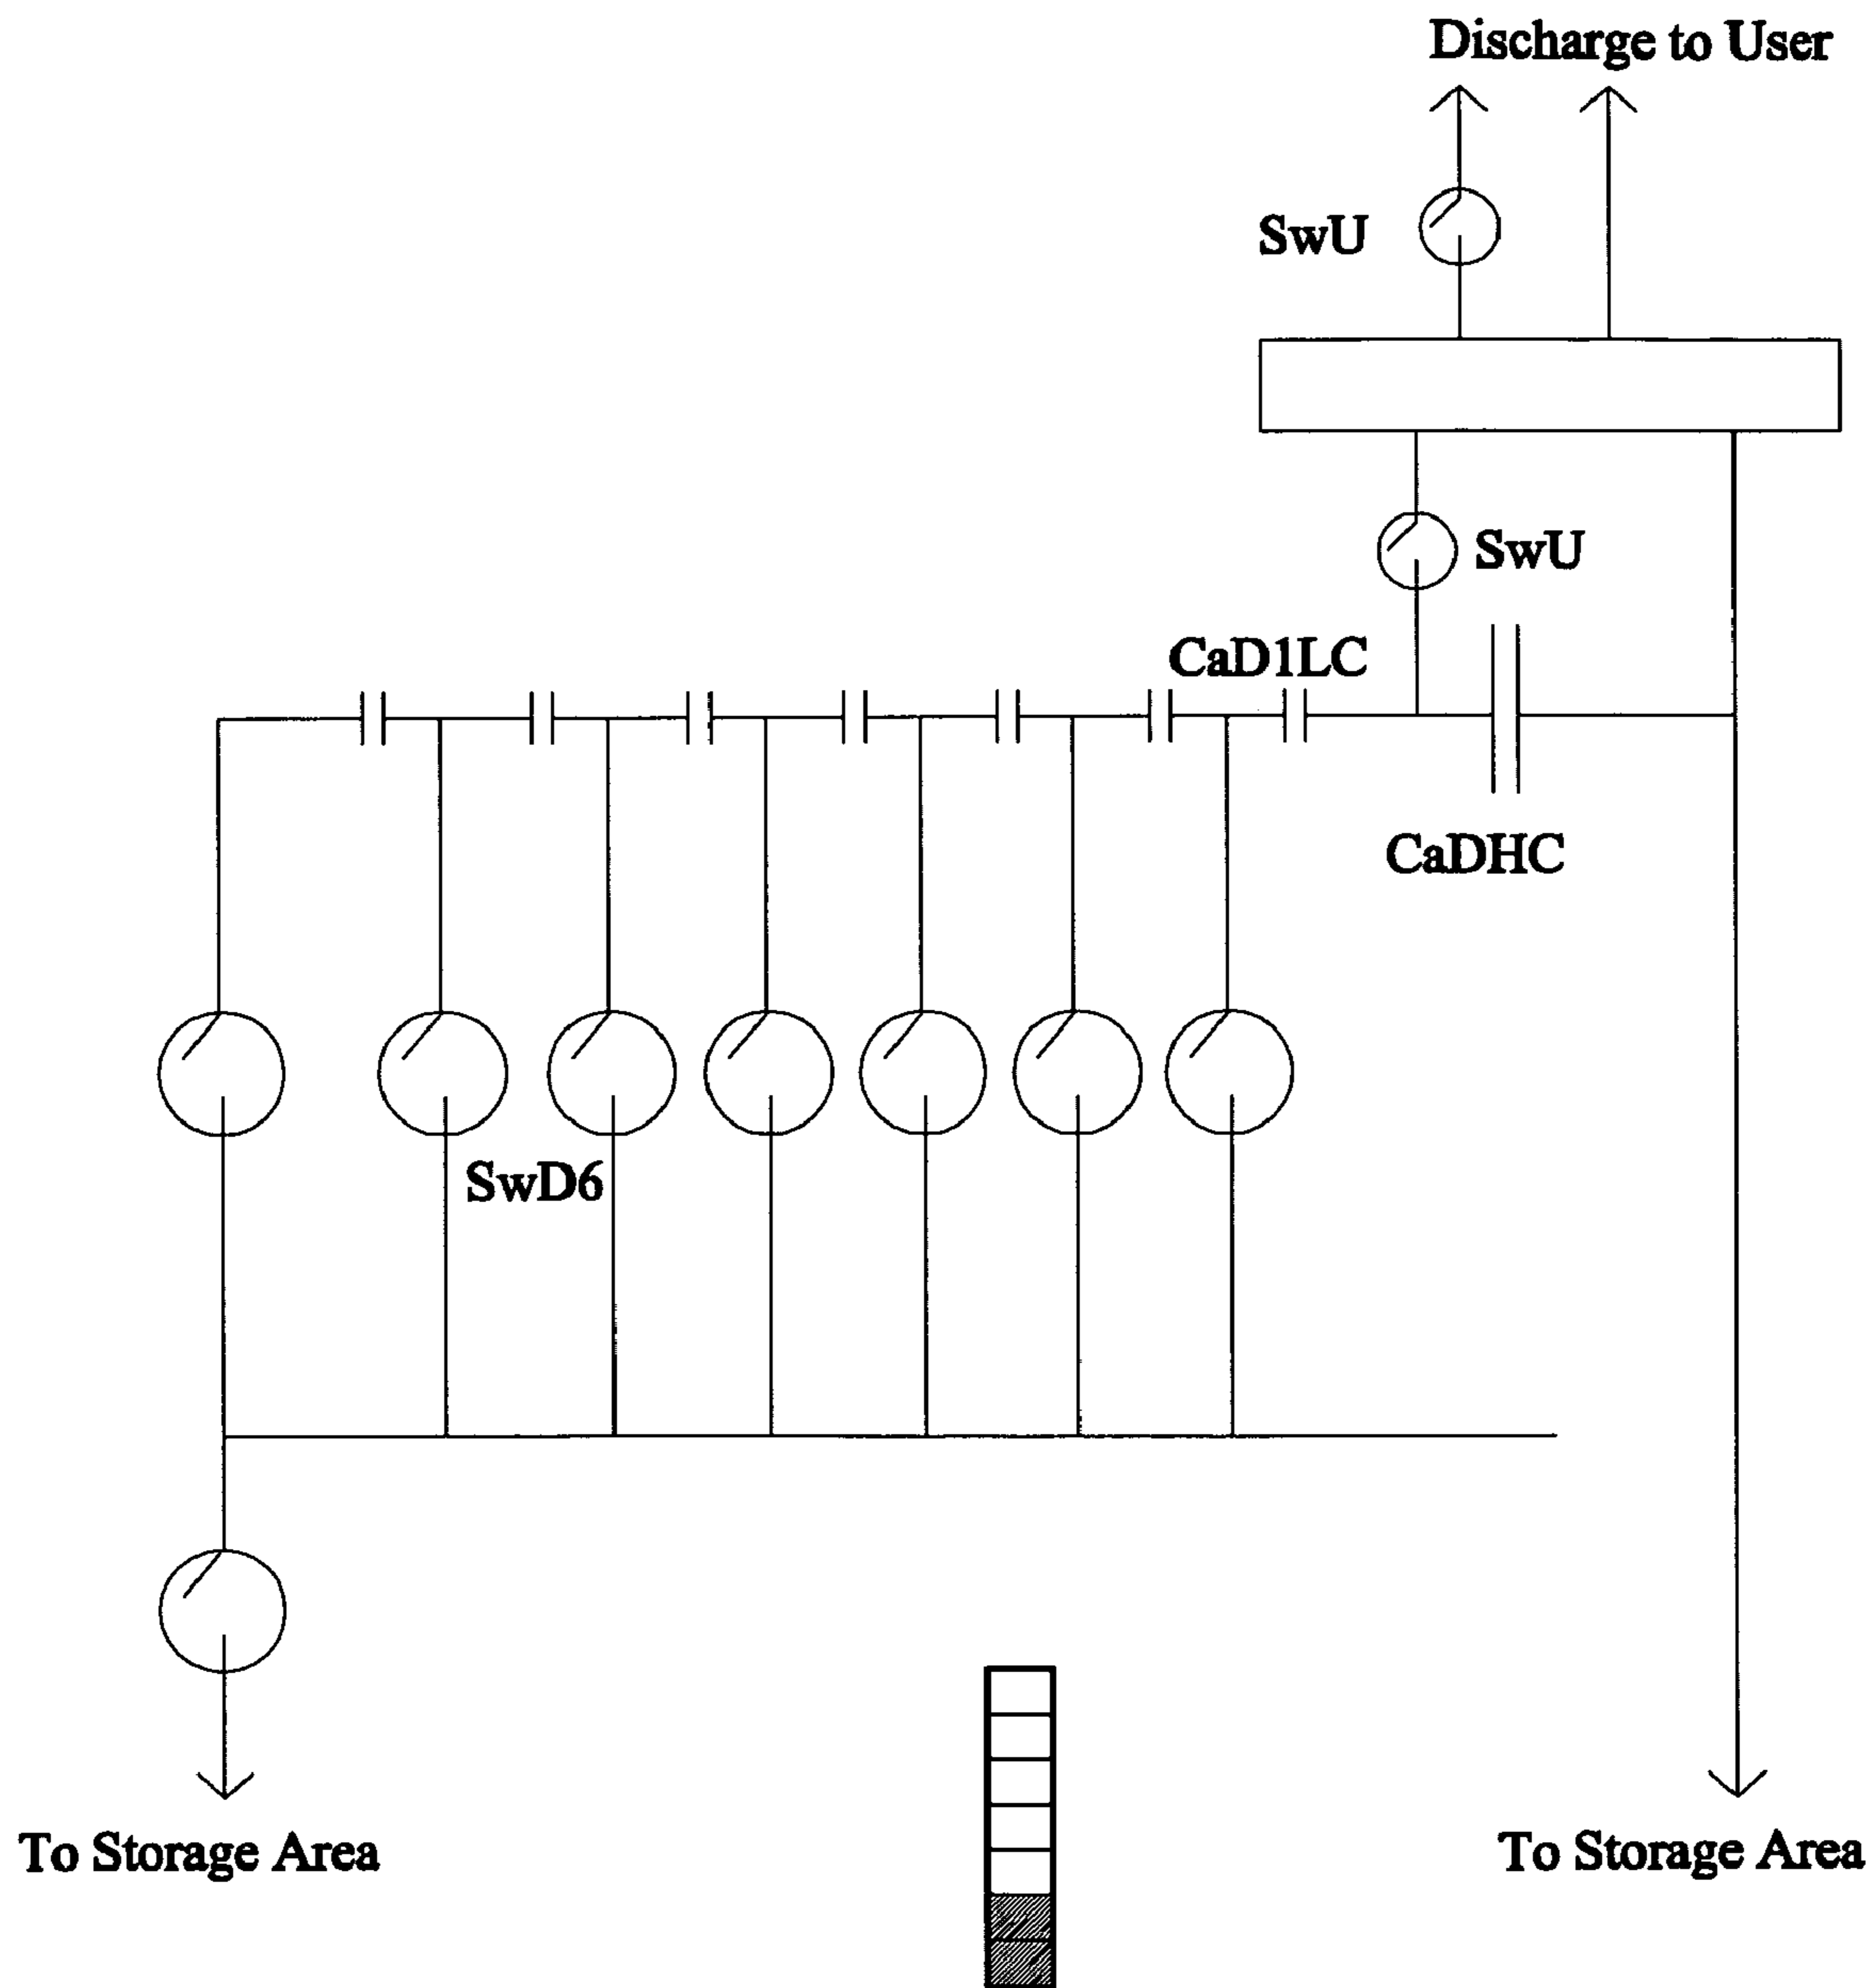 Discharge to User
SwU
SwU
CaD1LC
CaDHC
SwD6
To Storage Area
To Storage Area